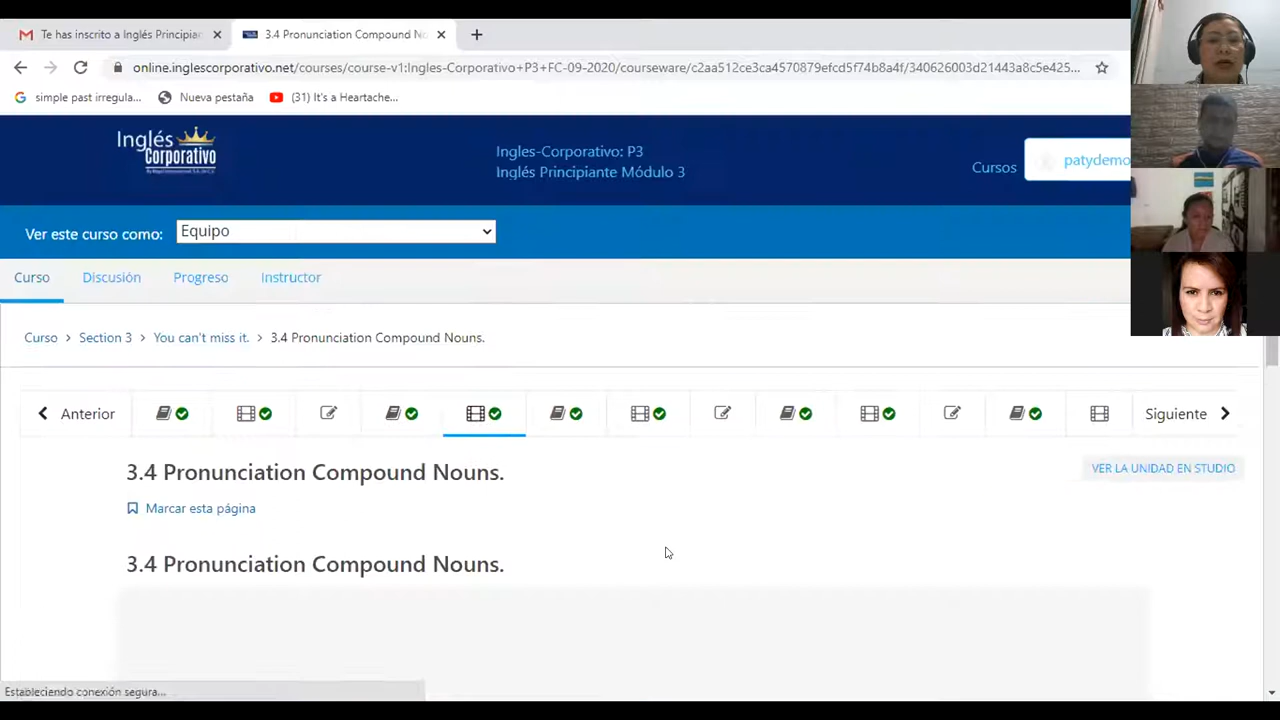 Te has inscrito a Inglés Principian
3.4 Pronunciation Compound No
online.inglescorporativo.net/courses/course-v1:Ingles-Corporativo+P3+FC-09-2020/courseware/c2aa512ce3ca4570879efcd5f74b8a4f/340626003d21443a8c5e425...
simple past irregula...
Nueva pestaña
(31) It's a Heartache...
Inglés
Corporativo
Ingles-Corporativo: P3
Inglés Principiante Módulo 3
Cursos
patydemo
Ver este curso como:
Equipo
Curso
Discusión
Progreso
Instructor
Curso > Section 3 > You can't miss it. > 3.4 Pronunciation Compound Nouns.
Anterior
Siguiente
3.4 Pronunciation Compound Nouns.
VER LA UNIDAD EN STUDIO
Marcar esta página
3.4 Pronunciation Compound Nouns.
Estableciendo conexión segura...